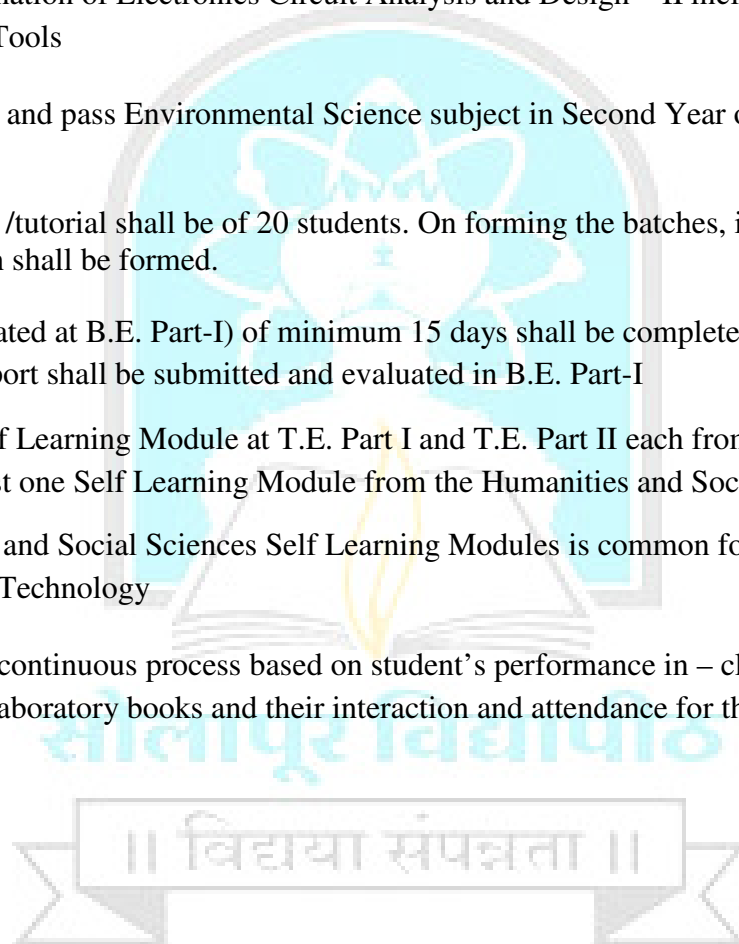 ation of Electronics Circuit Analysis and Design – II
Tools
and pass Environmental Science subject in Second Year
/tutorial shall be of 20 students. On forming the batches,
shall be formed.
ated at B.E. Part-I) of minimum 15 days shall be complete
port shall be submitted and evaluated in B.E. Part-I
f Learning Module at T.E. Part I and T.E. Part II each from
st one Self Learning Module from the Humanities and Soc
and Social Sciences Self Learning Modules is common fo
Technology
continuous process based on student’s performance in – cl
aboratory books and their interaction and attendance for th
सोलापूर विद्यापीठ
|| विद्यया संपन्नता ||